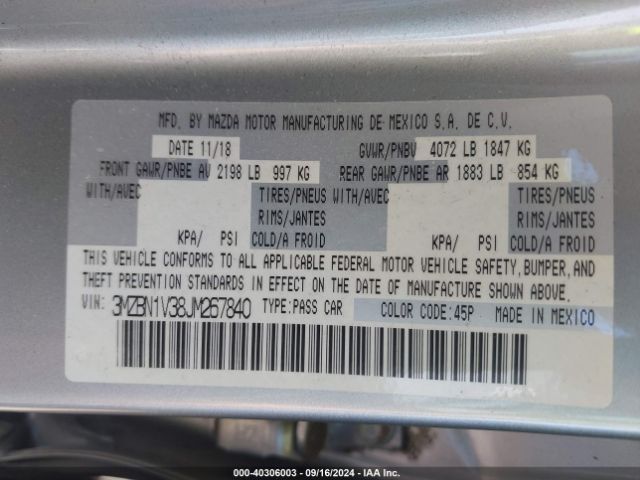 MFD. BY MAZDA MOTOR MANUFACTURING DE MEXICO S.A. DE C.V.
DATE 11/18 GVWR/PNBV 4072 LB 1847 KG
FRONT GAWR/PNBE AV 2198 LB 997 KG REAR GAWR/PNBE AR 1883 LB 854 KG
WITH/AVEC TIRES/PNEUS WITH/AVEC TIRES/PNEUS
RIMS/JANTES RIMS/JANTES
KPA/ PSI COLD/A FROID KPA/ PSI COLD/A FROID
THIS VEHICLE CONFORMS TO ALL APPLICABLE FEDERAL MOTOR VEHICLE SAFETY, BUMPER, AND
THEFT PREVENTION STANDARDS IN EFFECT ON THE DATE OF MANUFACTURE SHOWN ABOVE.
VIN: 3MZBN1V38JM267840 TYPE:PASS CAR COLOR CODE:45P MADE IN MEXICO
000-40306003 - 09/16/2024 - IAA Inc.